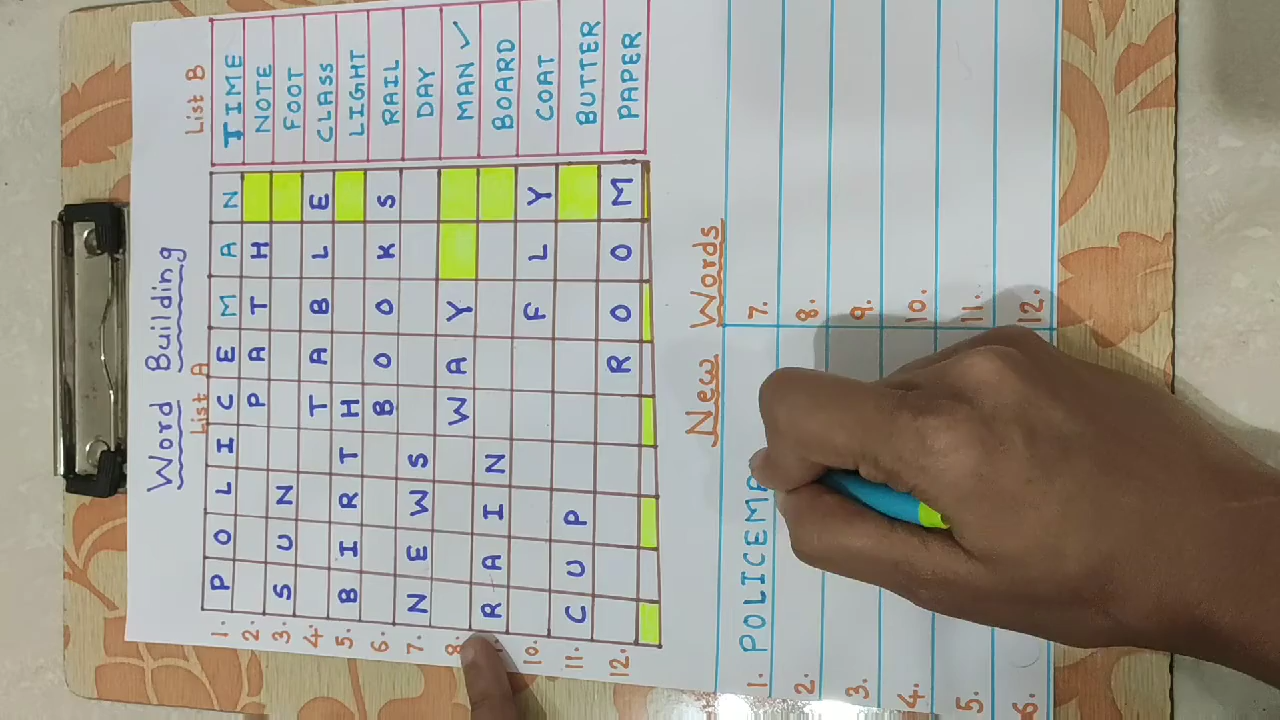 Word Building
List A
List B
1. POLICEMAN TIME
2. PATH NOTE
3. SUN FOOT
4. TABLE CLASS
5. BIRTH LIGHT
6. BOOKS RAIL
7. NEWS DAY
8. WAY MAN ✓
RAIN BOARD
10. FLY COAT
11. CUP BUTTER
12. ROOM PAPER
New Words
1. POLICEM
2.
3.
4.
5.
6.
7.
8.
9.
10.
11.
12.